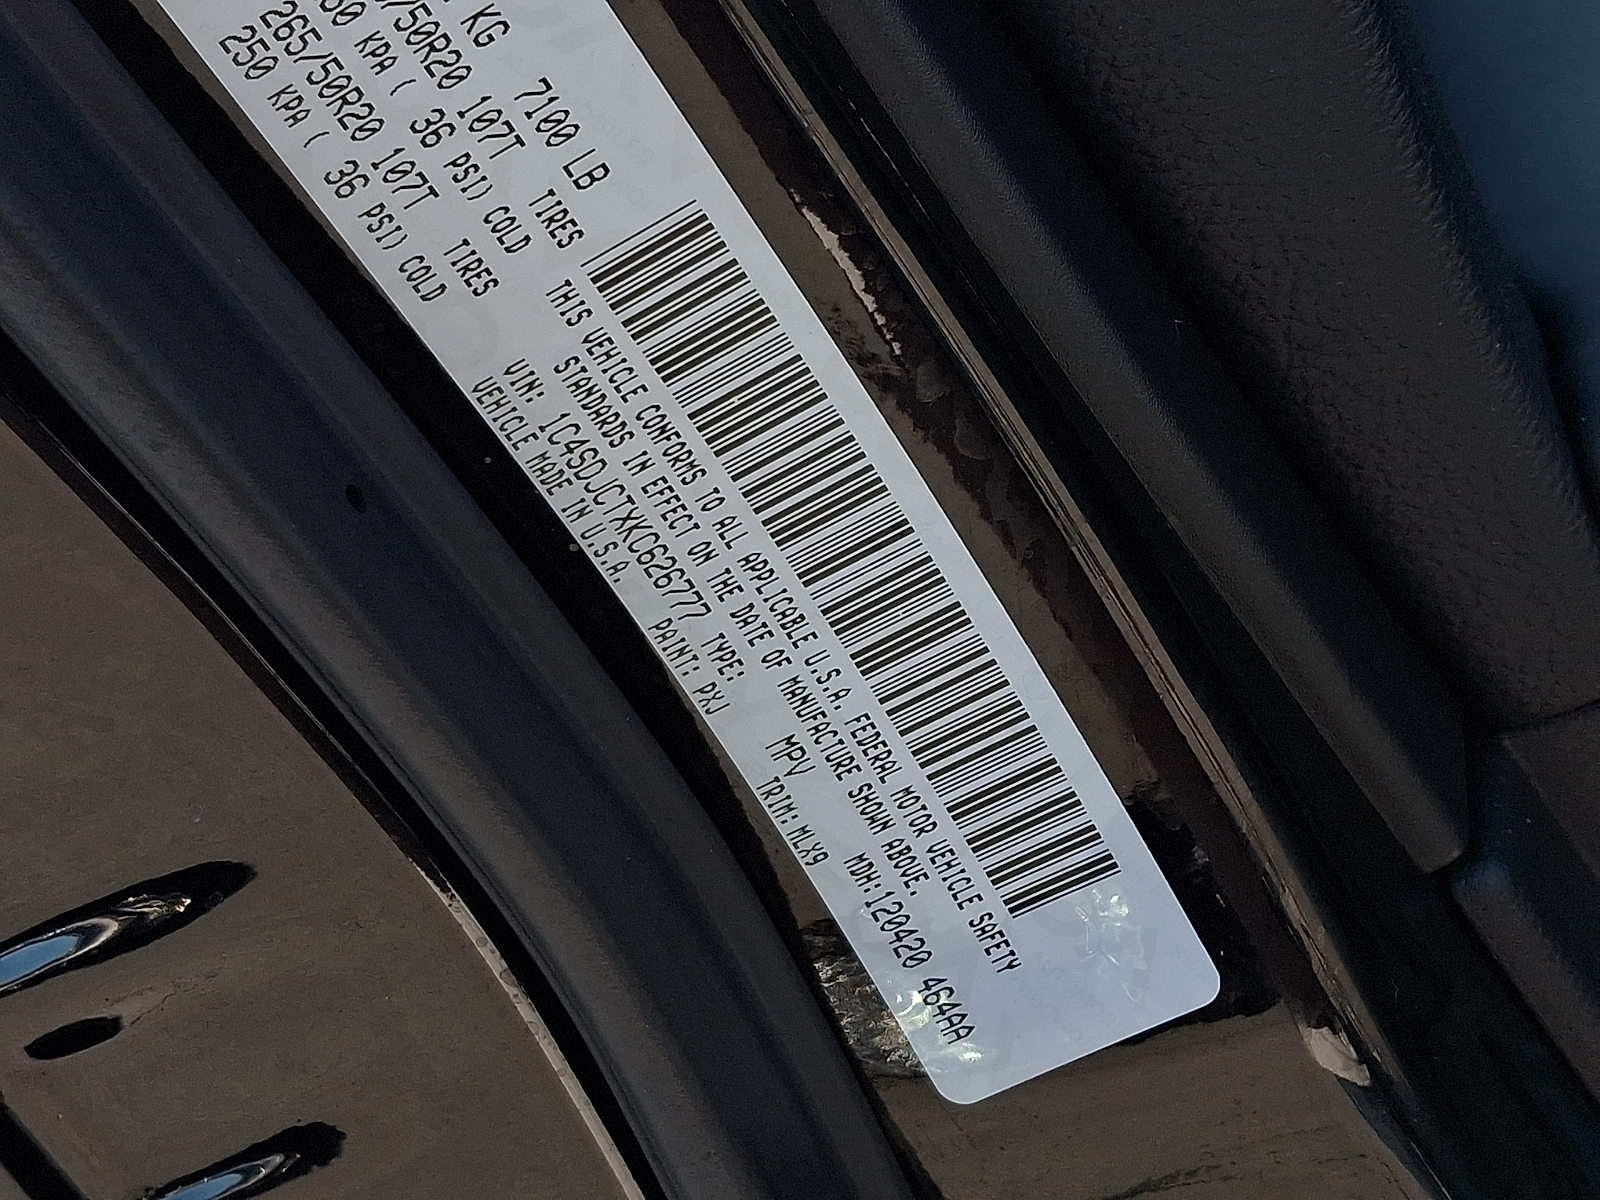 KG 7100 LB
/50R20 107T TIRES
KPA ( 36 PSI) COLD
265/50R20 107T TIRES
250 KPA ( 36 PSI) COLD
THIS VEHICLE CONFORMS TO ALL APPLICABLE U.S.A. FEDERAL MOTOR VEHICLE SAFETY
STANDARDS IN EFFECT ON THE DATE OF MANUFACTURE SHOWN ABOVE.
VIN: 1C4SDJCTXKC626777 TYPE: MPV MDH:120420 464AA
VEHICLE MADE IN U.S.A. PAINT: PXJ TRIM: MLX9